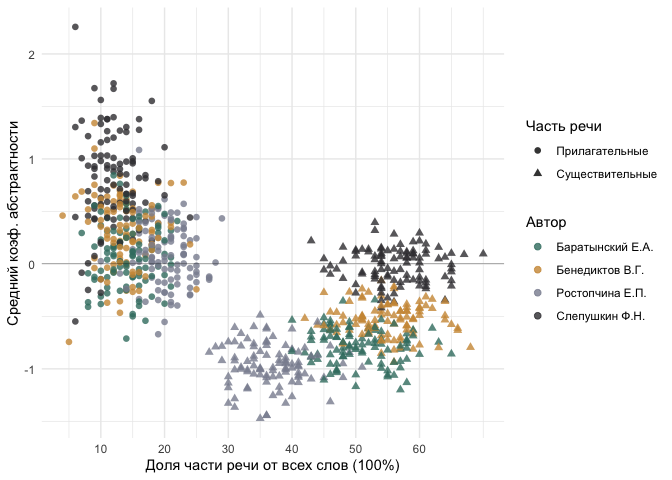 2
1
0
-1
10
20
30
40
50
60
Средний коэф. абстрактности
Доля части речи от всех слов (100%)
Часть речи
Прилагательные
Существительные
Автор
Баратынский Е.А.
Бенедиктов В.Г.
Ростопчина Е.П.
Слепушкин Ф.Н.